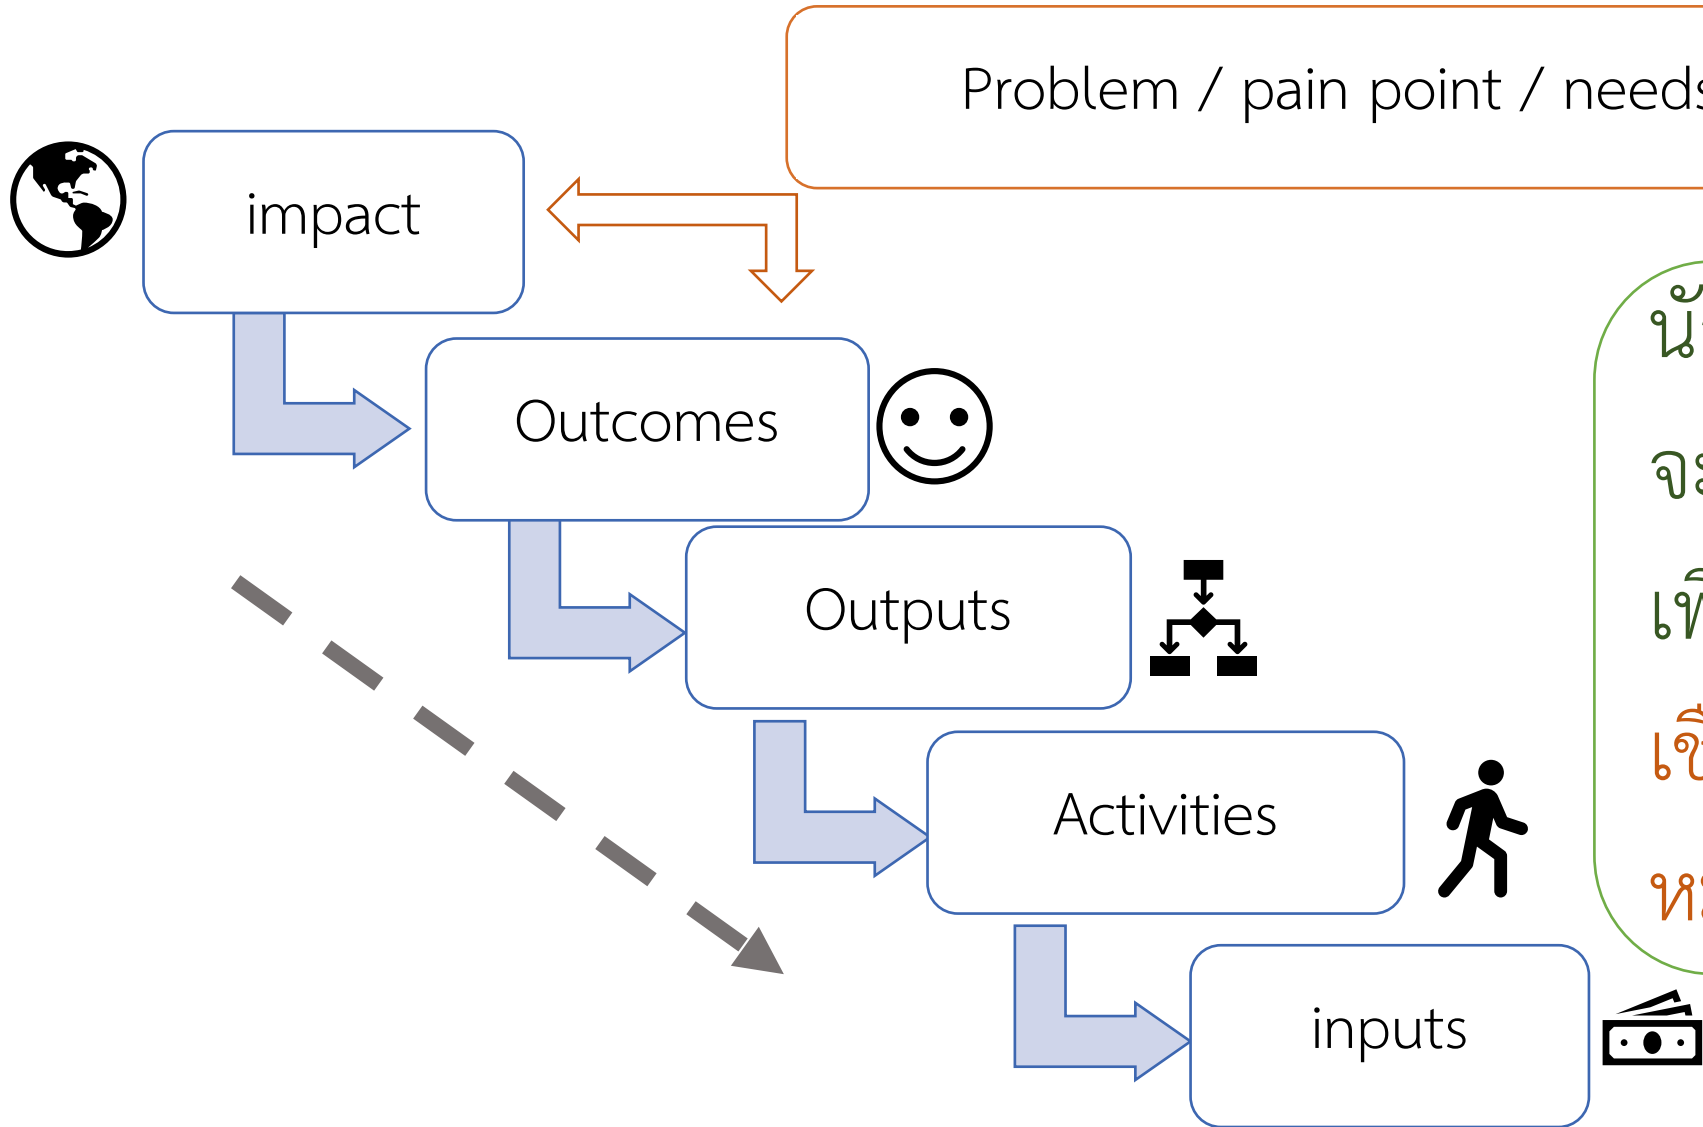 Problem / pain point / needs
impact
Outcomes
Outputs
Activities
inputs